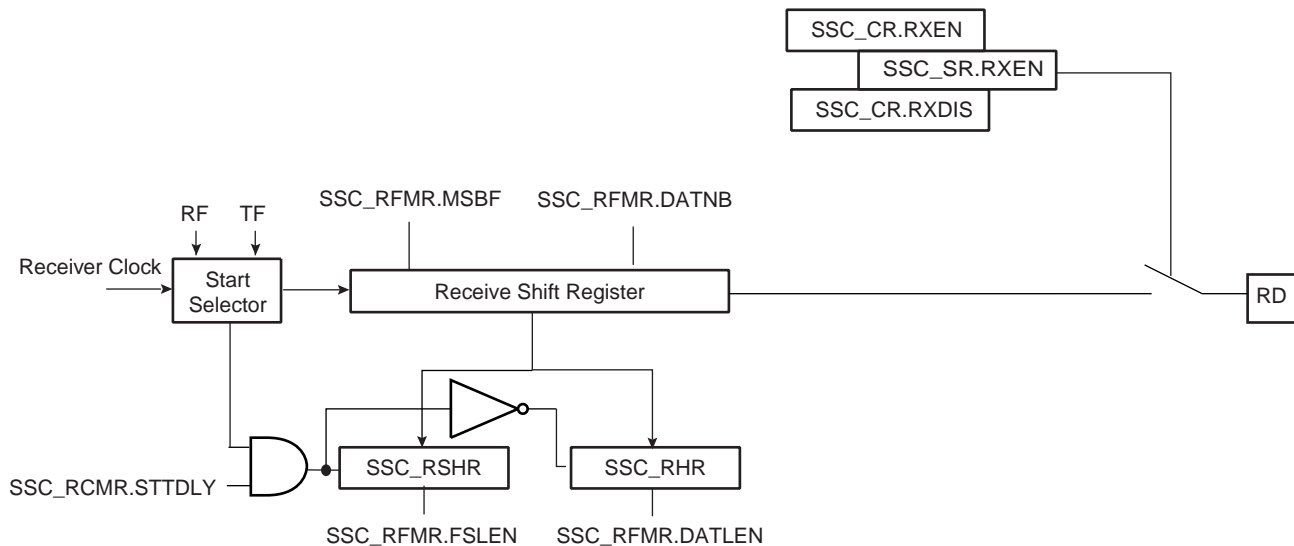 SSC_CR.RXEN
SSC_SR.RXEN
SSC_CR.RXDIS
SSC_RFMR.MSBF
SSC_RFMR.DATNB
RF
TF
Receiver Clock
Start
Selector
Receive Shift Register
RD
SSC_RSHR
SSC_RHR
SSC_RCMR.STTDLY
SSC_RFMR.FSLEN
SSC_RFMR.DATLEN